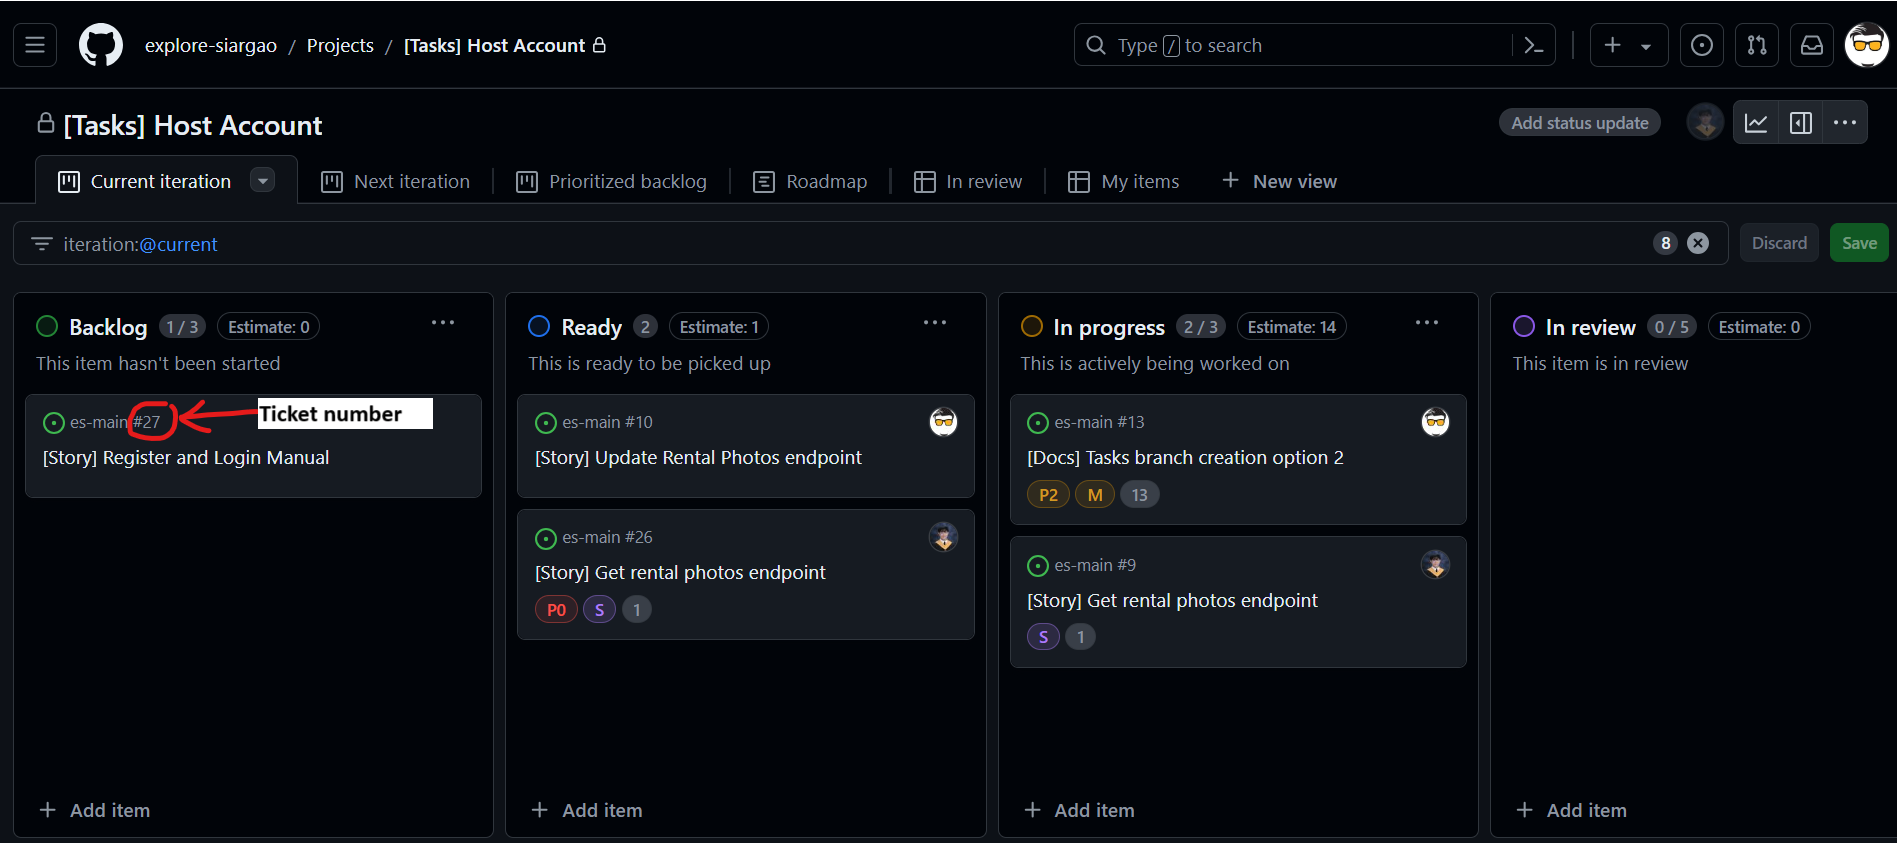 explore-siargao / Projects / [Tasks] Host Account
Type / to search
[Tasks] Host Account
Add status update
Current iteration
Next iteration
Prioritized backlog
Roadmap
In review
My items
New view
iteration:@current
8
Discard
Save
Backlog 1 / 3 Estimate: 0
This item hasn't been started
es-main #27
Ticket number
[Story] Register and Login Manual
Add item
Ready 2 Estimate: 1
This is ready to be picked up
es-main #10
[Story] Update Rental Photos endpoint
es-main #26
[Story] Get rental photos endpoint
P0 S 1
Add item
In progress 2 / 3 Estimate: 14
This is actively being worked on
es-main #13
[Docs] Tasks branch creation option 2
P2 M 13
es-main #9
[Story] Get rental photos endpoint
S 1
Add item
In review 0 / 5 Estimate: 0
This item is in review
Add item